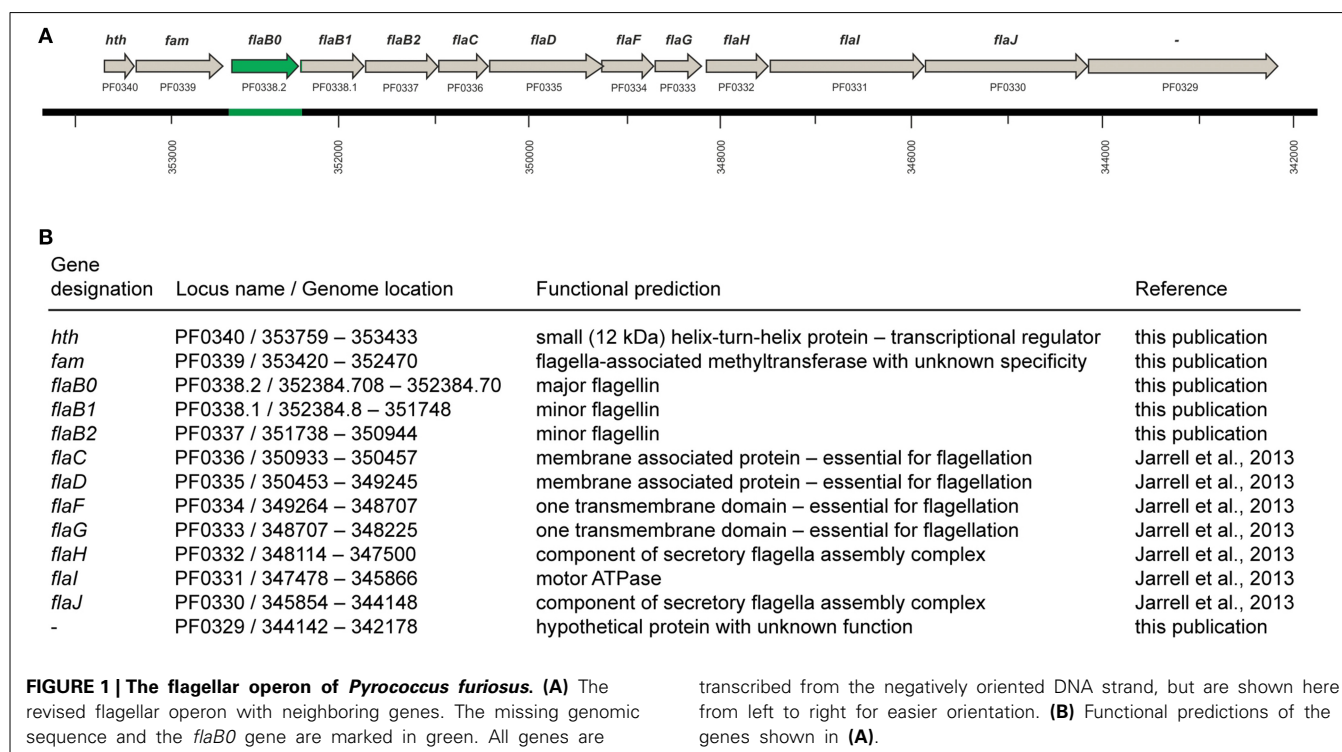 A
hth fam flaB0 flaB1 flaB2 flaC flaD flaF flaG flaH flaI flaJ -
PF0340 PF0339 PF0338.2 PF0338.1 PF0337 PF0336 PF0335 PF0334 PF0333 PF0332 PF0331 PF0330 PF0329
353000 352000 350000 348000 346000 344000 342000
B
Gene
designation Locus name / Genome location Functional prediction Reference
hth PF0340 / 353759 – 353433 small (12 kDa) helix-turn-helix protein – transcriptional regulator this publication
fam PF0339 / 353420 – 352470 flagella-associated methyltransferase with unknown specificity this publication
flaB0 PF0338.2 / 352384.708 – 352384.70 major flagellin this publication
flaB1 PF0338.1 / 352384.8 – 351748 minor flagellin this publication
flaB2 PF0337 / 351738 – 350944 minor flagellin this publication
flaC PF0336 / 350933 – 350457 membrane associated protein – essential for flagellation Jarrell et al., 2013
flaD PF0335 / 350453 – 349245 membrane associated protein – essential for flagellation Jarrell et al., 2013
flaF PF0334 / 349264 – 348707 one transmembrane domain – essential for flagellation Jarrell et al., 2013
flaG PF0333 / 348707 – 348225 one transmembrane domain – essential for flagellation Jarrell et al., 2013
flaH PF0332 / 348114 – 347500 component of secretory flagella assembly complex Jarrell et al., 2013
flaI PF0331 / 347478 – 345866 motor ATPase Jarrell et al., 2013
flaJ PF0330 / 345854 – 344148 component of secretory flagella assembly complex Jarrell et al., 2013
- PF0329 / 344142 – 342178 hypothetical protein with unknown function this publication
FIGURE 1 | The flagellar operon of Pyrococcus furiosus. (A) The
revised flagellar operon with neighboring genes. The missing genomic
sequence and the flaB0 gene are marked in green. All genes are
transcribed from the negatively oriented DNA strand, but are shown here
from left to right for easier orientation. (B) Functional predictions of the
genes shown in (A).